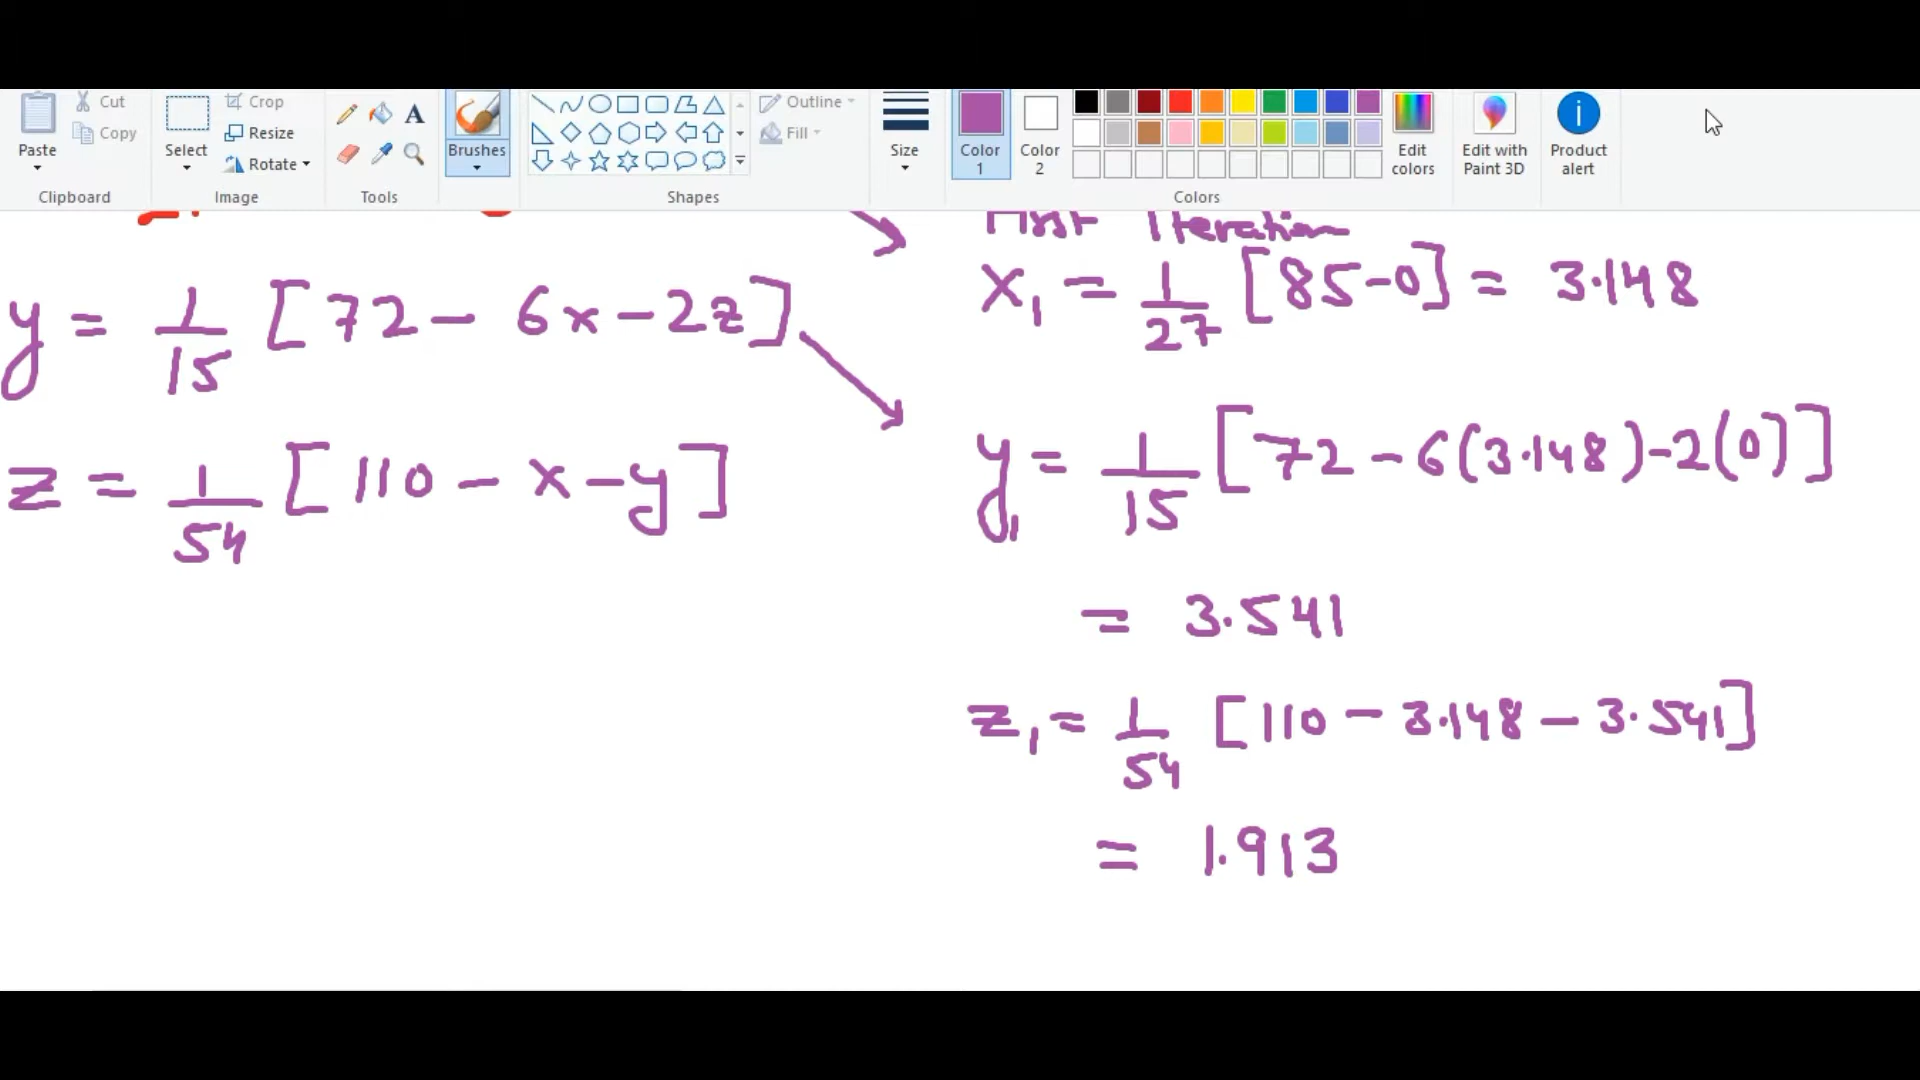 Paste
Cut
Copy
Clipboard
Select
Crop
Resize
Rotate
Image
A
Tools
Brushes
Outline
Fill
Shapes
Size
Color 1
Color 2
Edit colors
Colors
Edit with Paint 3D
Product alert
First Iteration
x₁ = 1/27 [85-0] = 3.148
y = 1/15 [72 - 6x - 2z]
y₁ = 1/15 [72 - 6(3.148) - 2(0)]
z = 1/54 [110 - x - y]
= 3.541
z₁ = 1/54 [110 - 3.148 - 3.541]
= 1.913